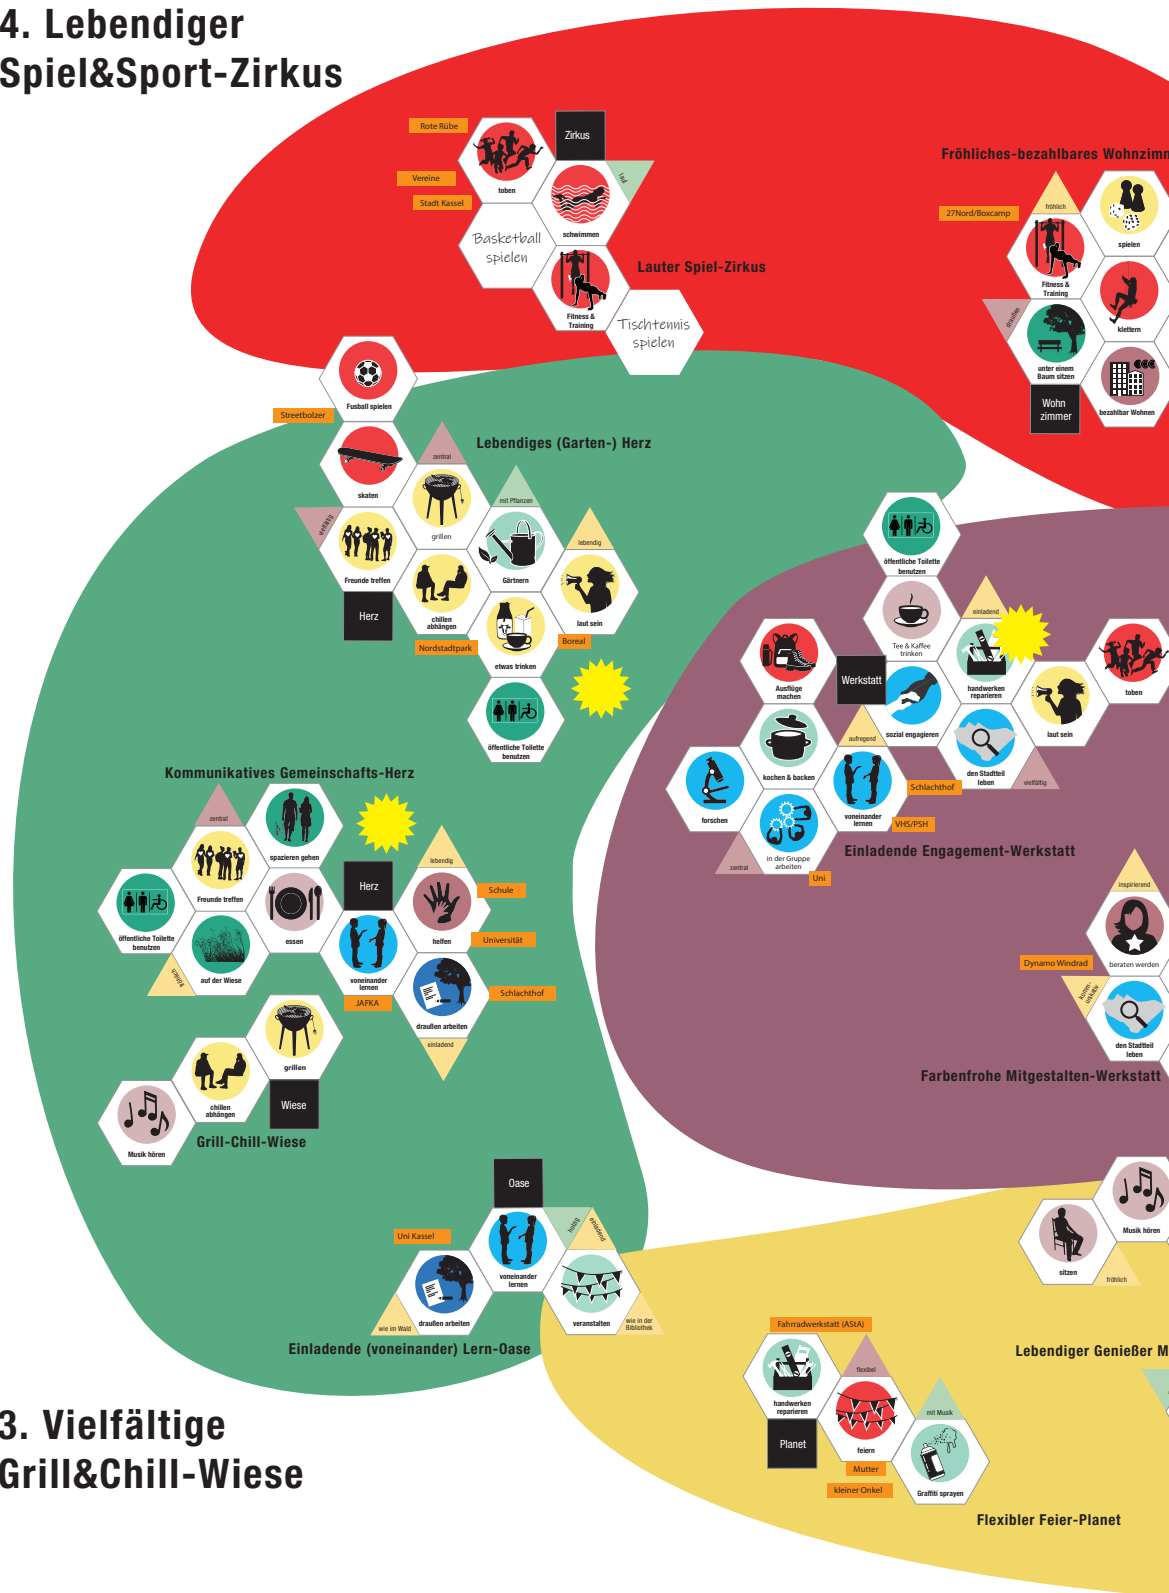 4. Lebendiger
Spiel&Sport-Zirkus
Rote Rübe
Vereine
Stadt Kassel
toben
Zirkus
laut
schwimmen
Basketball
spielen
Fitness &
Training
Lauter Spiel-Zirkus
Tischtennis
spielen
Fröhliches-bezahlbares Wohnzimm
27Nord/Boxcamp
fröhlich
spielen
Fitness &
Training
klettern
draußen
unter einem
Baum sitzen
bezahlbar Wohnen
Wohn
zimmer
Fusball spielen
Streetbolzer
skaten
Lebendiges (Garten-) Herz
zentral
grillen
mit Pflanzen
Gärtnern
lebendig
laut sein
vielfältig
Freunde treffen
Herz
chillen
abhängen
Nordstadtpark
etwas trinken
Boreal
öffentliche Toilette
benutzen
öffentliche Toilette
benutzen
Tee & Kaffee
trinken
einladend
handwerken
reparieren
Ausflüge
machen
Werkstatt
sozial engagieren
laut sein
toben
aufregend
kochen & backen
den Stadtteil
leben
vielfältig
forschen
voneinander
lernen
Schlachthof
VHS/PSH
in der Gruppe
arbeiten
zentral
Uni
Einladende Engagement-Werkstatt
Kommunikatives Gemeinschafts-Herz
zentral
spazieren gehen
Freunde treffen
Herz
lebendig
helfen
Schule
Universität
öffentliche Toilette
benutzen
essen
auf der Wiese
fröhlich
voneinander
lernen
JAFKA
draußen arbeiten
Schlachthof
einladend
grillen
chillen
abhängen
Wiese
Musik hören
Grill-Chill-Wiese
inspirierend
beraten werden
Dynamo Windrad
komm-
unikativ
den Stadtteil
leben
Farbenfrohe Mitgestalten-Werkstatt
Oase
Uni Kassel
voneinander
lernen
holzig
einladend
wie im Wald
draußen arbeiten
veranstalten
wie in der
Bibliothek
Einladende (voneinander) Lern-Oase
Musik hören
sitzen
fröhlich
Lebendiger Genießer M
Fahrradwerkstatt (AStA)
handwerken
reparieren
flexibel
Planet
feiern
mit Musik
Mutter
kleiner Onkel
Graffiti sprayen
Flexibler Feier-Planet
3. Vielfältige
Grill&Chill-Wiese